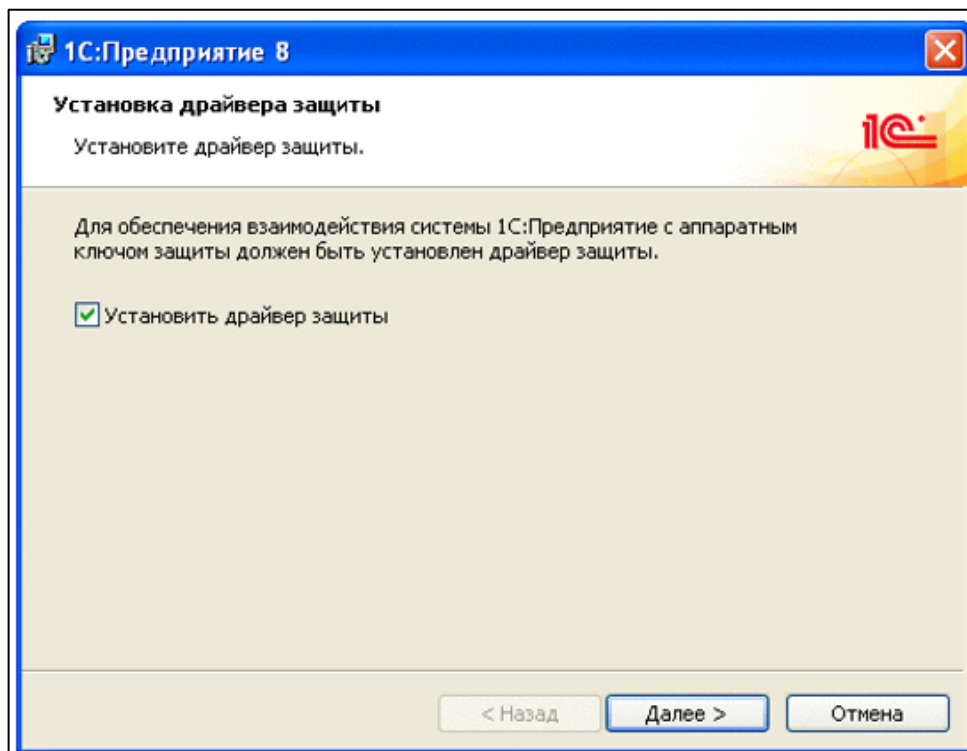 1С:Предприятие 8
Установка драйвера защиты
Установите драйвер защиты.
1С
Для обеспечения взаимодействия системы 1С:Предприятие с аппаратным
ключом защиты должен быть установлен драйвер защиты.
Установить драйвер защиты
< Назад
Далее >
Отмена